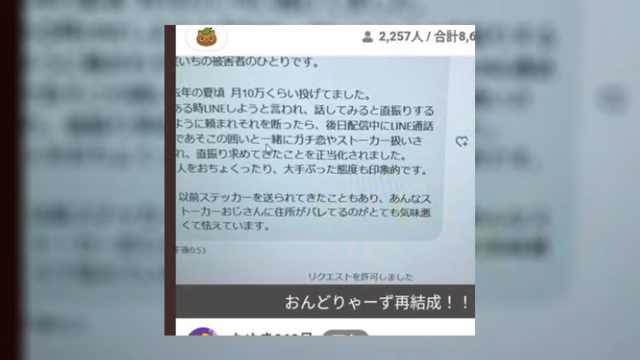 2,257人 / 合計8,6
いちの被害者のひとりです。
年の夏頃 月10万くらい投げてました。
ある時LINEしようと言われ、話してみると直振りする
ように頼まれそれを断ったら、後日配信中にLINE通話
であそこの囲いと一緒にガチ恋やストーカー扱いさ
れ、直振り求めてきたことを正当化されました。
人をおちょくったり、大手ぶった態度も印象的です。
以前ステッカーを送られてきたこともあり、あんなス
トーカーおじさんに住所がバレてるのがとても気味悪
くて怯えています。
午後0:53
リクエストを許可しました
おんどりゃーず再結成！！